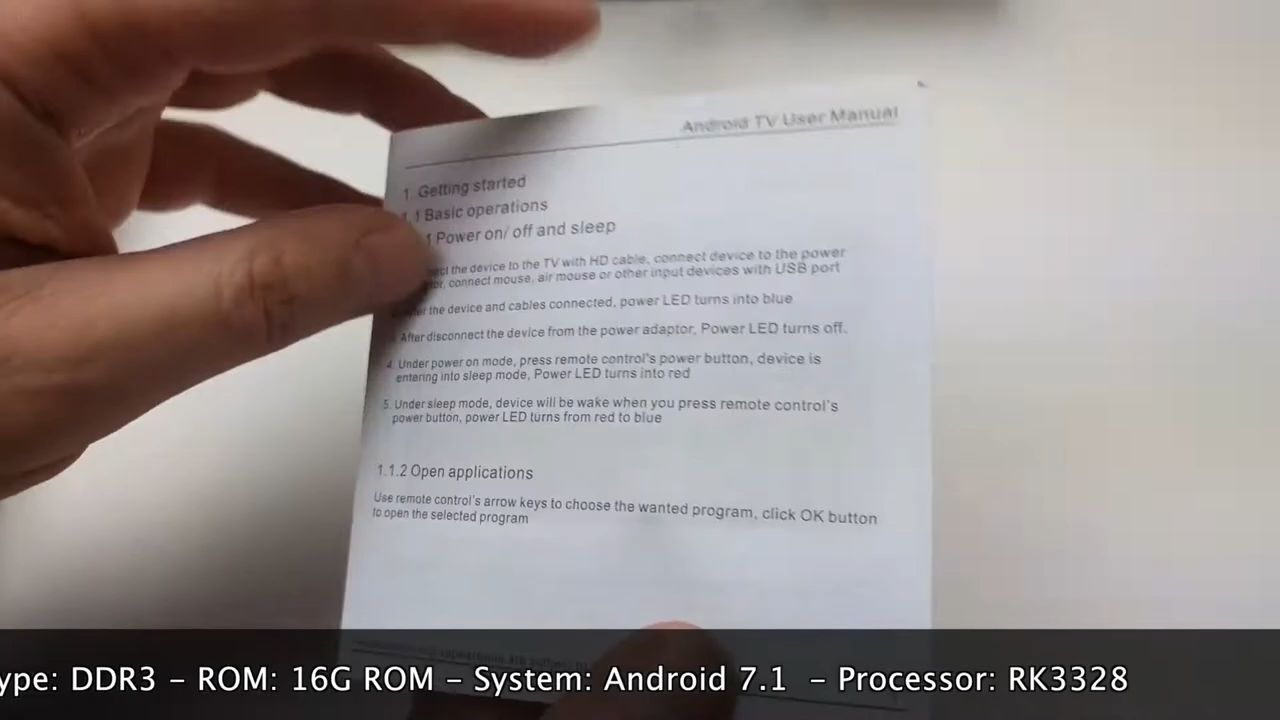 Android TV User Manual
1. Getting started
1.1 Basic operations
1 Power on/ off and sleep
the device to the TV with HD cable, connect device to the power
connect mouse, air mouse or other input devices with USB port
the device and cables connected, power LED turns into blue
After disconnect the device from the power adaptor, Power LED turns off.
4. Under power on mode, press remote control's power button, device is
entering into sleep mode, Power LED turns into red
5. Under sleep mode, device will be wake when you press remote control's
power button, power LED turns from red to blue
1.1.2 Open applications
Use remote control's arrow keys to choose the wanted program, click OK button
to open the selected program
ype: DDR3 – ROM: 16G ROM – System: Android 7.1 – Processor: RK3328